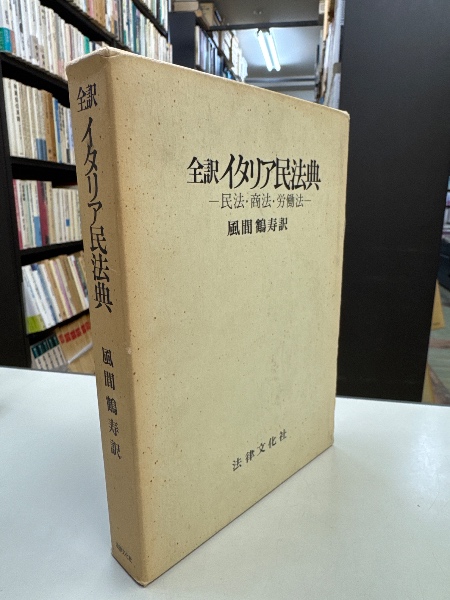 全訳 イタリア民法典
風間鶴寿訳
全訳イタリア民法典
―民法・商法・労働法―
風間鶴寿訳
法律文化社